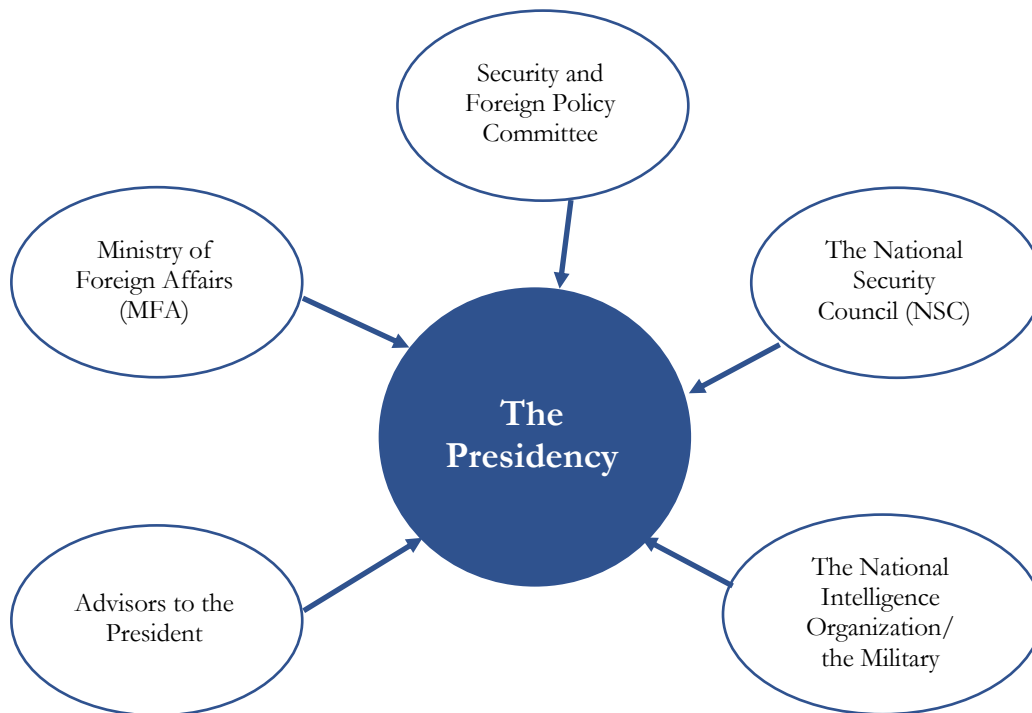 Security and
Foreign Policy
Committee
Ministry of
Foreign Affairs
(MFA)
The National
Security
Council (NSC)
The
Presidency
Advisors to the
President
The National
Intelligence
Organization/
the Military